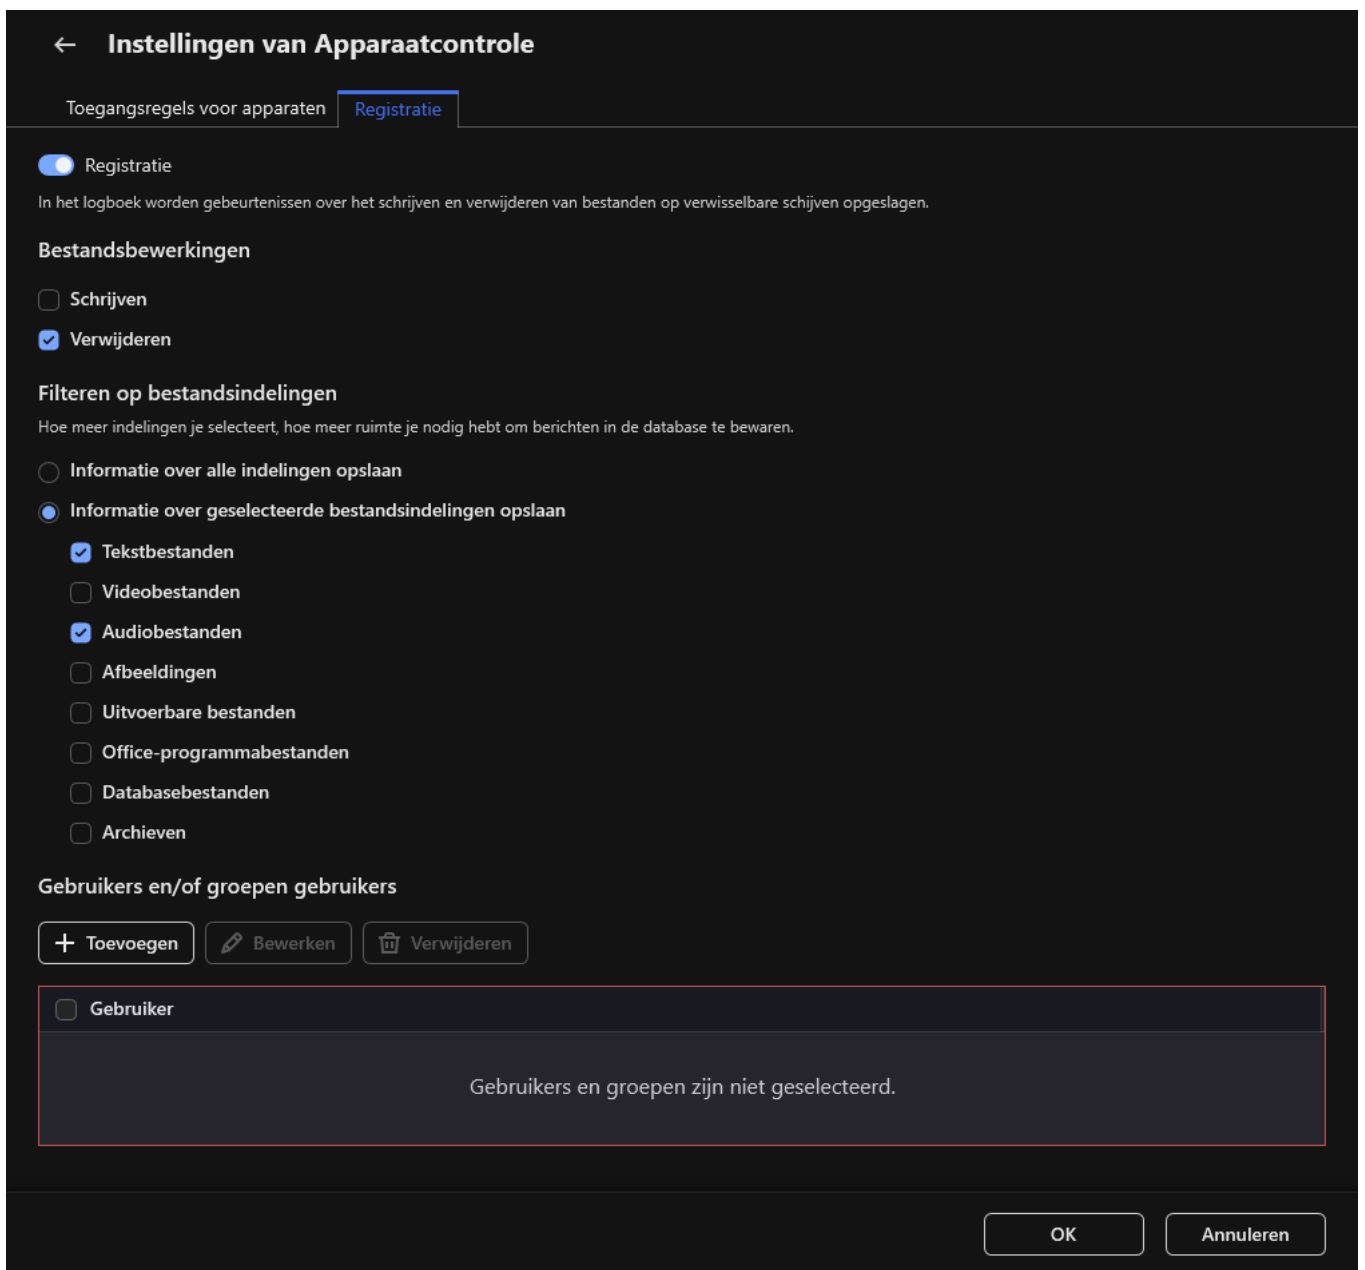 Instellingen van Apparaatcontrole
Toegangsregels voor apparaten
Registratie
Registratie
In het logboek worden gebeurtenissen over het schrijven en verwijderen van bestanden op verwisselbare schijven opgeslagen.
Bestandsbewerkingen
Schrijven
Verwijderen
Filteren op bestandsindelingen
Hoe meer indelingen je selecteert, hoe meer ruimte je nodig hebt om berichten in de database te bewaren.
Informatie over alle indelingen opslaan
Informatie over geselecteerde bestandsindelingen opslaan
Tekstbestanden
Videobestanden
Audiobestanden
Afbeeldingen
Uitvoerbare bestanden
Office-programmabestanden
Databasebestanden
Archieven
Gebruikers en/of groepen gebruikers
Toevoegen
Bewerken
Verwijderen
Gebruiker
Gebruikers en groepen zijn niet geselecteerd.
OK
Annuleren